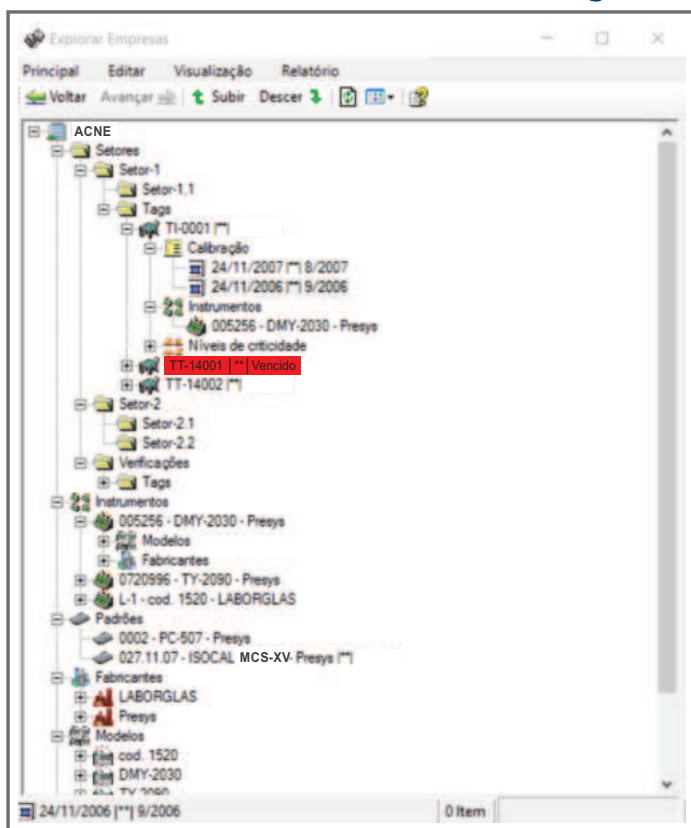 Explorar Empresas
Principal Editar Visualização Relatório
Voltar Avançar Subir Descer
ACNE
Setores
Setor-1
Setor-1.1
Tags
TI-0001 |**|
Calibração
24/11/2007 |**| 8/2007
24/11/2006 |**| 9/2006
Instrumentos
005256 - DMY-2030 - Presys
Níveis de criticidade
TT-14001 |**| Vencido
TT-14002 |**|
Setor-2
Setor-2.1
Setor-2.2
Verificações
Tags
Instrumentos
005256 - DMY-2030 - Presys
Modelos
Fabricantes
0720996 - TY-2090 - Presys
L-1 - cod. 1520 - LABORGLAS
Padrões
0002 - PC-507 - Presys
027.11.07 - ISOCAL MCS-XV- Presys |**|
Fabricantes
LABORGLAS
Presys
Modelos
cod. 1520
DMY-2030
TY-2090
24/11/2006 |**| 9/2006 0 Item